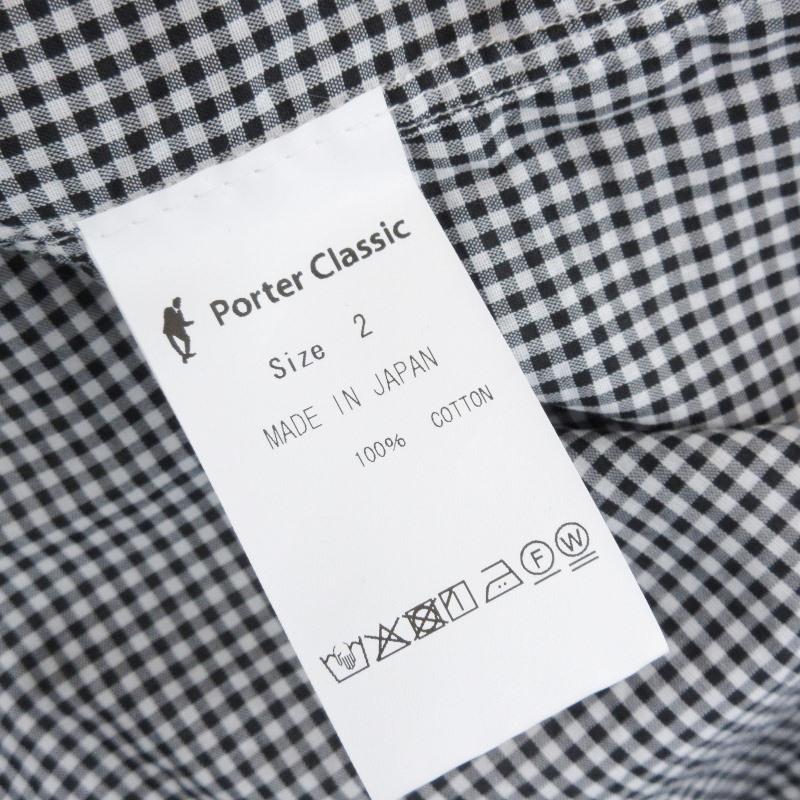 Porter Classic
Size 2
MADE IN JAPAN
100% COTTON
F W